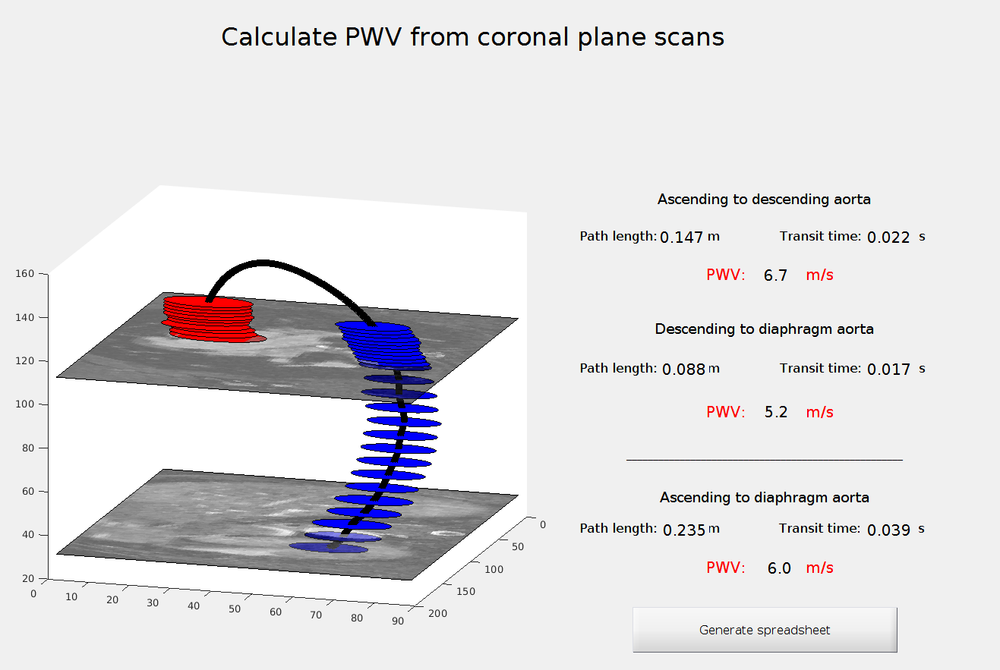 Calculate PWV from coronal plane scans
160
140
120
100
80
60
40
20
0
10
20
30
40
50
60
70
80
90
0
50
100
150
200
Ascending to descending aorta
Path length: 0.147 m Transit time: 0.022 s
PWV: 6.7 m/s
Descending to diaphragm aorta
Path length: 0.088 m Transit time: 0.017 s
PWV: 5.2 m/s
Ascending to diaphragm aorta
Path length: 0.235 m Transit time: 0.039 s
PWV: 6.0 m/s
Generate spreadsheet